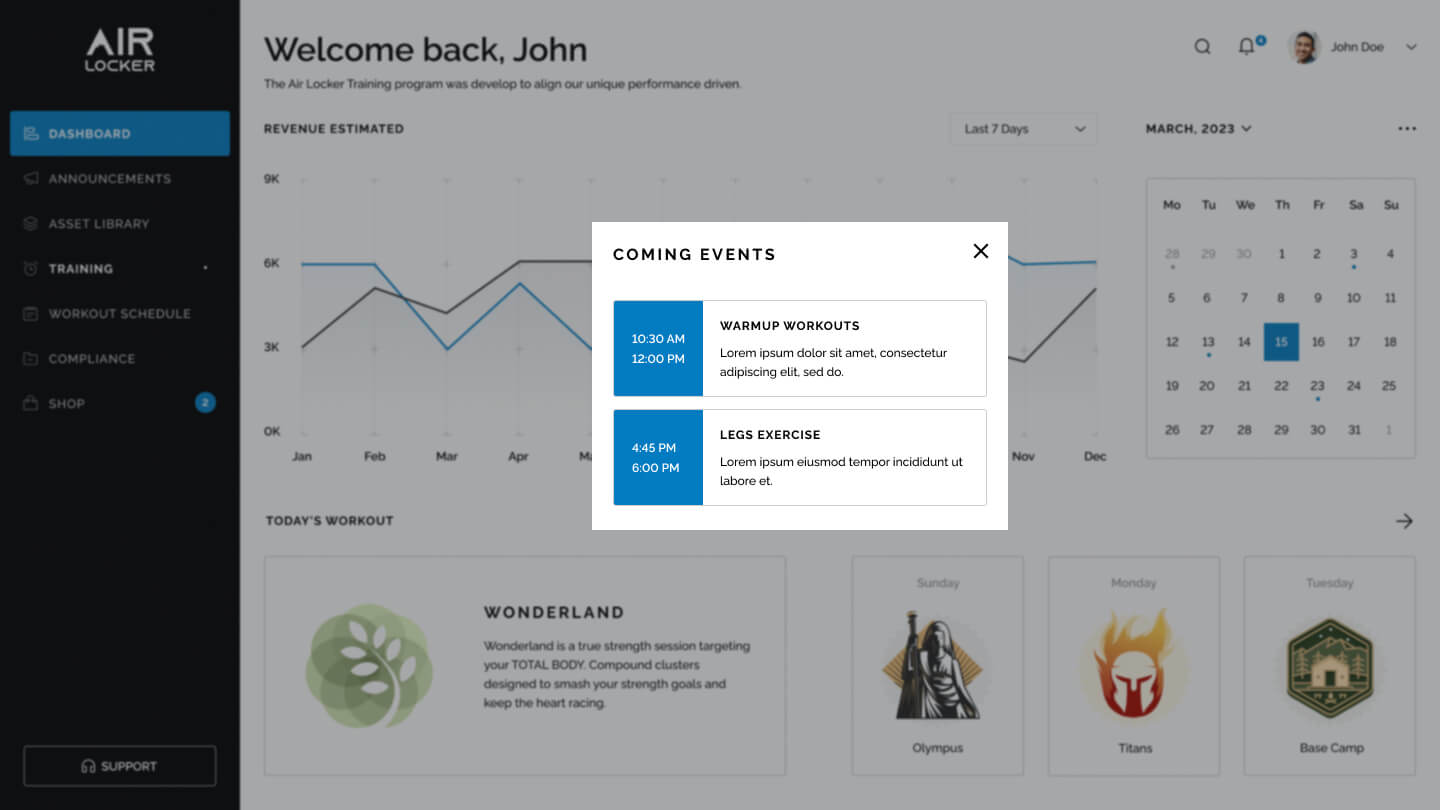 AIR
LOCKER
DASHBOARD
ANNOUNCEMENTS
ASSET LIBRARY
TRAINING
WORKOUT SCHEDULE
COMPLIANCE
SHOP
2
SUPPORT
Welcome back, John
The Air Locker Training program was develop to align our unique performance driven.
4
John Doe
REVENUE ESTIMATED
Last 7 Days
9K
6K
3K
0K
Jan Feb Mar Apr Nov Dec
COMING EVENTS
10:30 AM
12:00 PM
WARMUP WORKOUTS
Lorem ipsum dolor sit amet, consectetur
adipiscing elit, sed do.
4:45 PM
6:00 PM
LEGS EXERCISE
Lorem ipsum eiusmod tempor incididunt ut
labore et.
MARCH, 2023
Mo Tu We Th Fr Sa Su
28 29 30 1 2 3 4
5 6 7 8 9 10 11
12 13 14 15 16 17 18
19 20 21 22 23 24 25
26 27 28 29 30 31 1
TODAY'S WORKOUT
WONDERLAND
Wonderland is a true strength session targeting
your TOTAL BODY. Compound clusters
designed to smash your strength goals and
keep the heart racing.
Sunday
Olympus
Monday
Titans
Tuesday
Base Camp